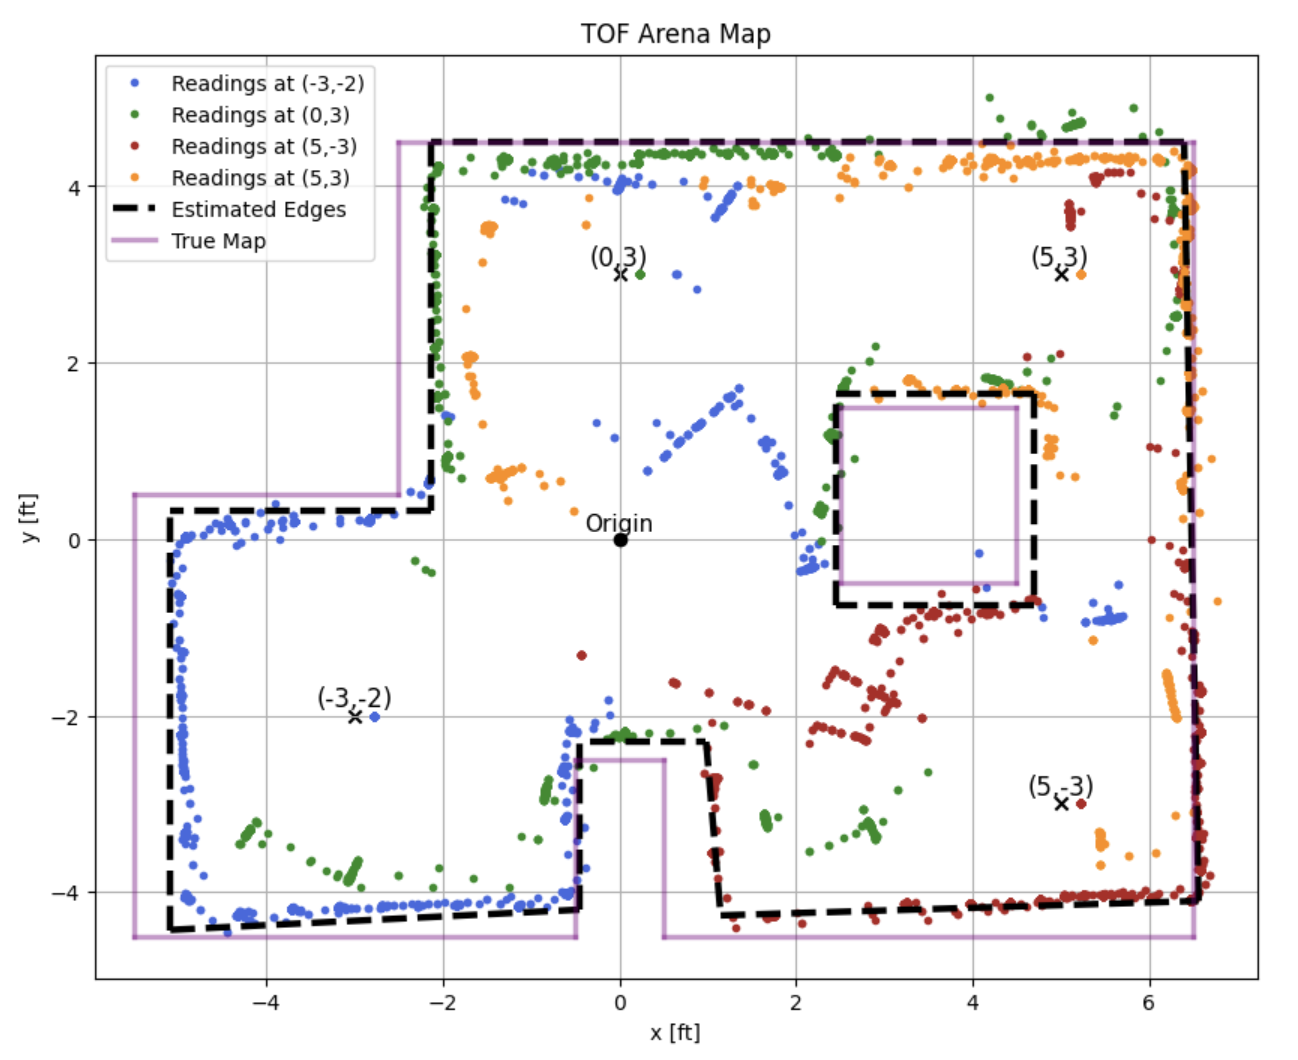 TOF Arena Map
Readings at (-3,-2)
Readings at (0,3)
Readings at (5,-3)
Readings at (5,3)
Estimated Edges
True Map
(0,3)
(5,3)
Origin
(-3,-2)
(5,-3)
4
2
0
−2
−4
y [ft]
−4
−2
0
2
4
6
x [ft]